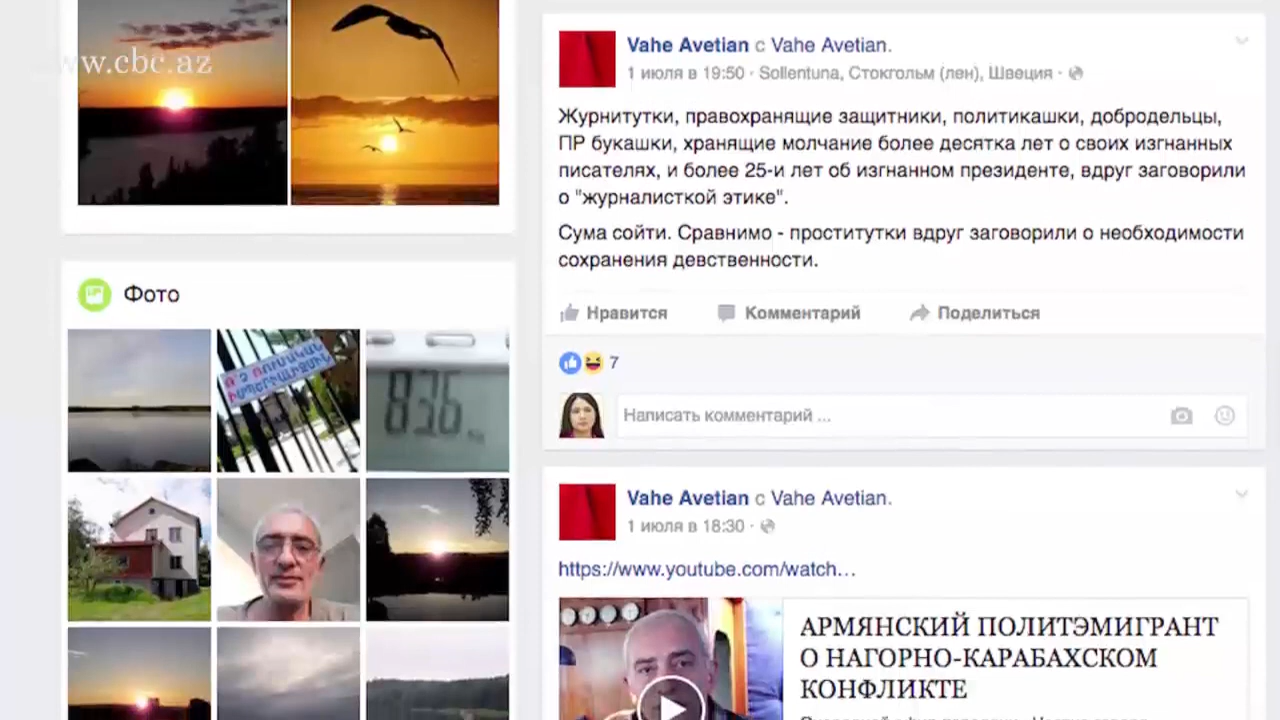 www.cbc.az
Vahe Avetian с Vahe Avetian.
1 июля в 19:50 · Sollentuna, Стокгольм (лен), Швеция ·
Журнитутки, правохранящие защитники, политикашки, добродельцы,
ПР букашки, хранящие молчание более десятка лет о своих изгнанных
писателях, и более 25-и лет об изгнанном президенте, вдруг заговорили
о "журналисткой этике".
Сума сойти. Сравнимо - проститутки вдруг заговорили о необходимости
сохранения девственности.
Нравится Комментарий Поделиться
7
Написать комментарий ...
Фото
836
Vahe Avetian с Vahe Avetian.
1 июля в 18:30 ·
https://www.youtube.com/watch…
АРМЯНСКИЙ ПОЛИТЭМИГРАНТ
О НАГОРНО-КАРАБАХСКОМ
КОНФЛИКТЕ